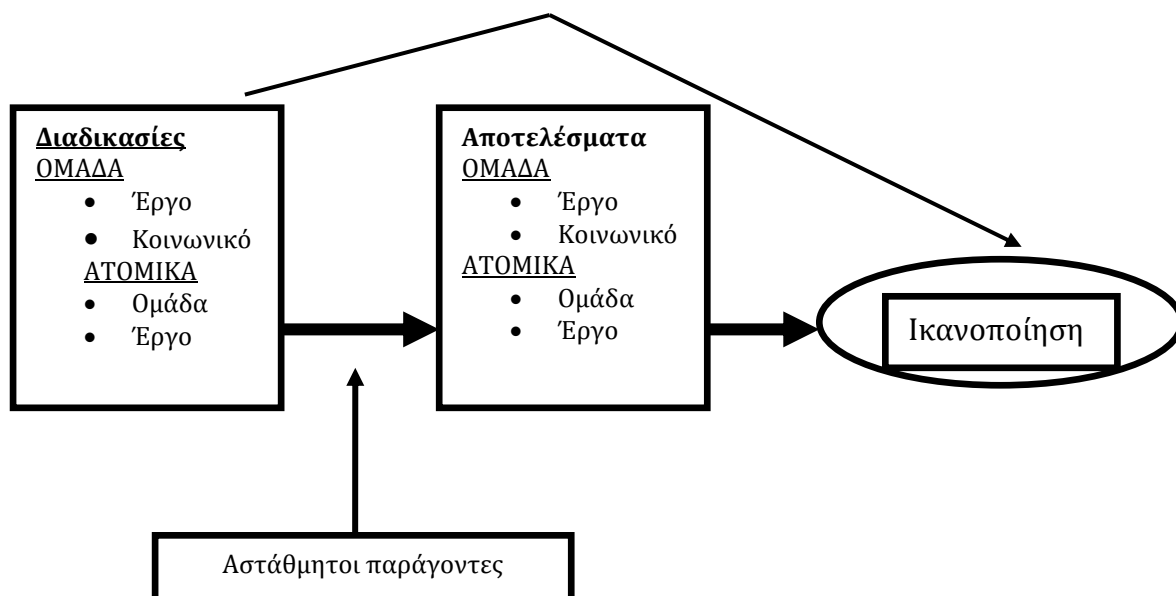 Διαδικασίες
ΟΜΑΔΑ
• Έργο
• Κοινωνικό
ΑΤΟΜΙΚΑ
• Ομάδα
• Έργο
Αποτελέσματα
ΟΜΑΔΑ
• Έργο
• Κοινωνικό
ΑΤΟΜΙΚΑ
• Ομάδα
• Έργο
Ικανοποίηση
Αστάθμητοι παράγοντες